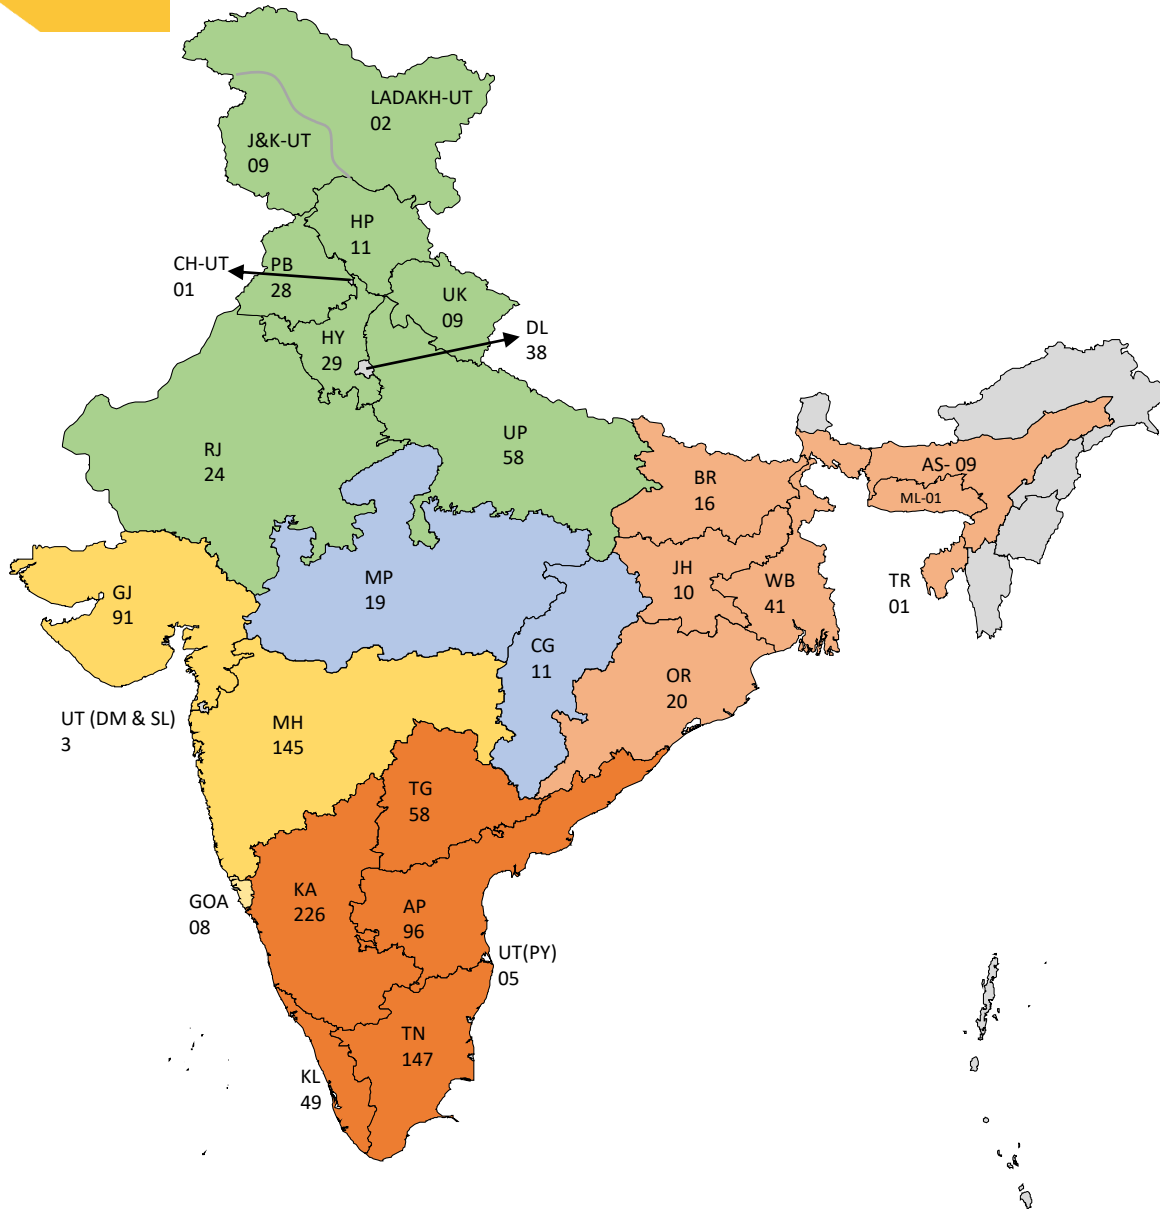 LADAKH-UT
02
J&K-UT
09
HP
11
CH-UT
01
PB
28
UK
09
DL
38
HY
29
RJ
24
UP
58
BR
16
AS- 09
ML-01
TR
01
GJ
91
MP
19
JH
10
WB
41
CG
11
OR
20
UT (DM & SL)
3
MH
145
TG
58
GOA
08
KA
226
AP
96
UT(PY)
05
TN
147
KL
49